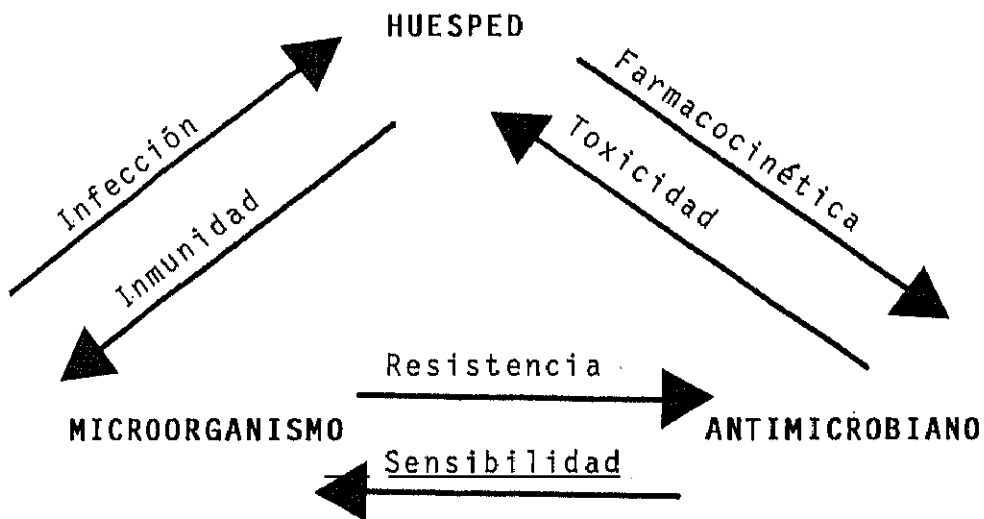 HUESPED
Infección
Inmunidad
Farmacocinética
Toxicidad
Resistencia
MICROORGANISMO
ANTIMICROBIANO
Sensibilidad